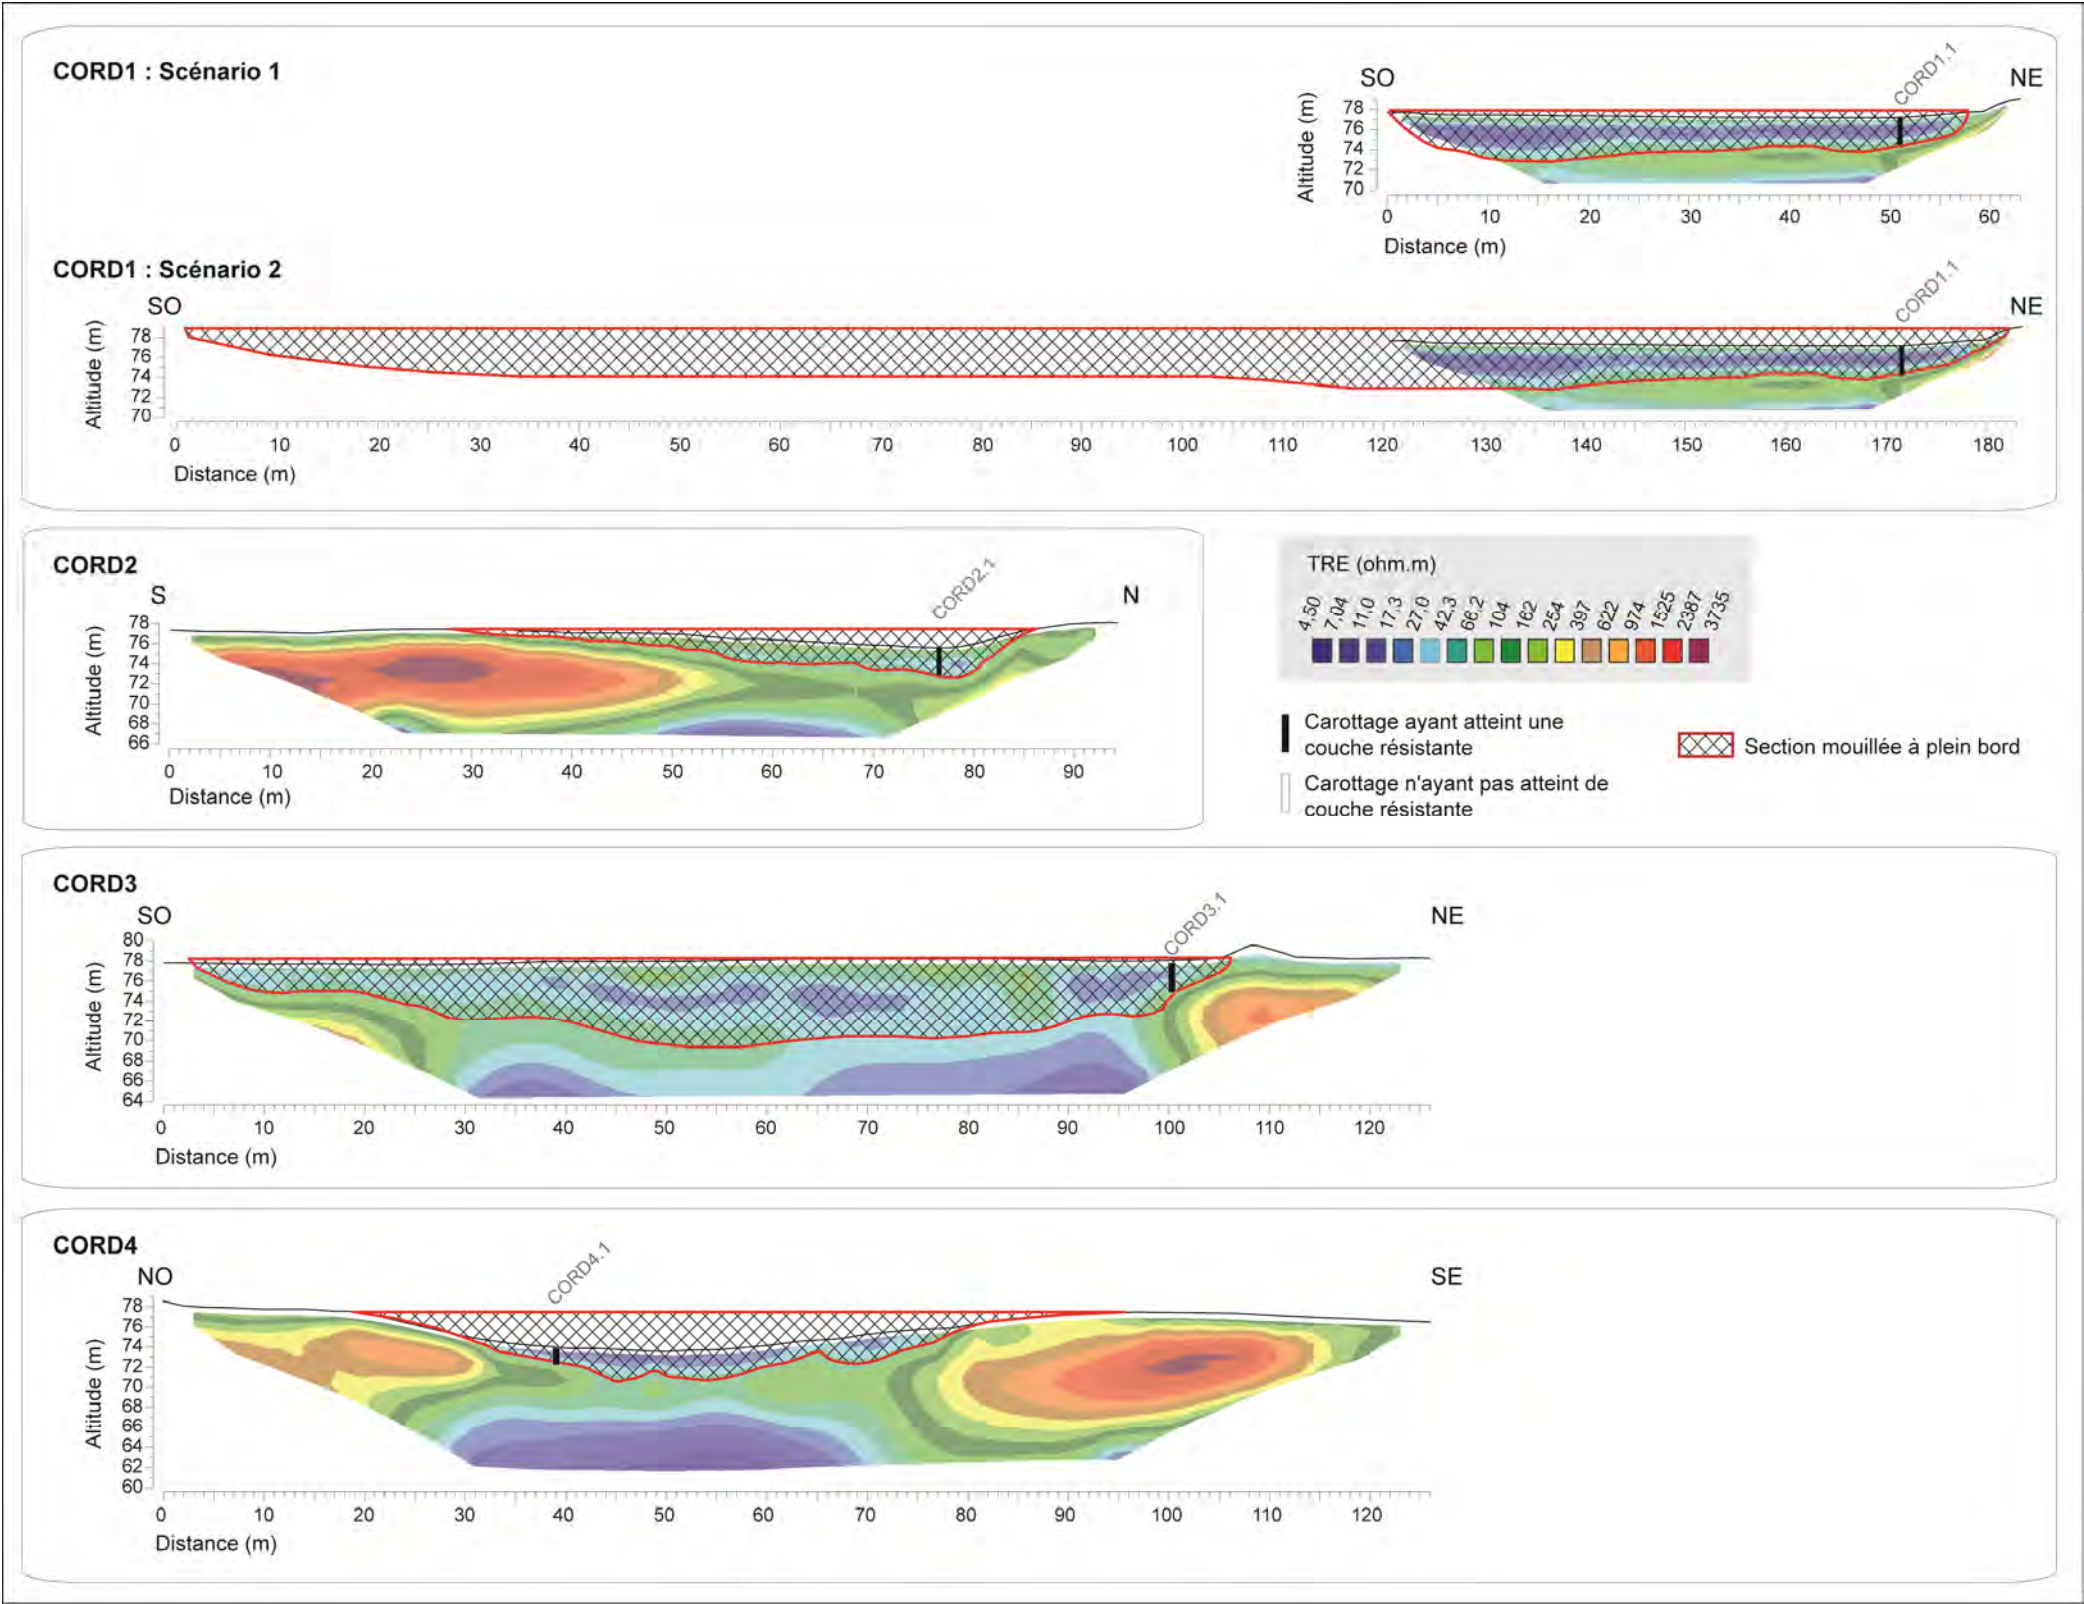 CORD1 : Scénario 1
SO
CORD1.1
NE
Altitude (m)
78
76
74
72
70
0 10 20 30 40 50 60
Distance (m)
CORD1 : Scénario 2
SO
CORD1.1
NE
Altitude (m)
78
76
74
72
70
0 10 20 30 40 50 60 70 80 90 100 110 120 130 140 150 160 170 180
Distance (m)
CORD2
S
CORD2.1
N
Altitude (m)
78
76
74
72
70
68
66
0 10 20 30 40 50 60 70 80 90
Distance (m)
TRE (ohm.m)
4,50 7,04 11,0 17,3 27,0 42,3 66,2 104 162 254 397 622 974 1525 2387 3735
Carottage ayant atteint une
couche résistante
Section mouillée à plein bord
Carottage n'ayant pas atteint de
couche résistante
CORD3
SO
CORD3.1
NE
Altitude (m)
80
78
76
74
72
70
68
66
64
0 10 20 30 40 50 60 70 80 90 100 110 120
Distance (m)
CORD4
NO
CORD4.1
SE
Altitude (m)
78
76
74
72
70
68
66
64
62
60
0 10 20 30 40 50 60 70 80 90 100 110 120
Distance (m)